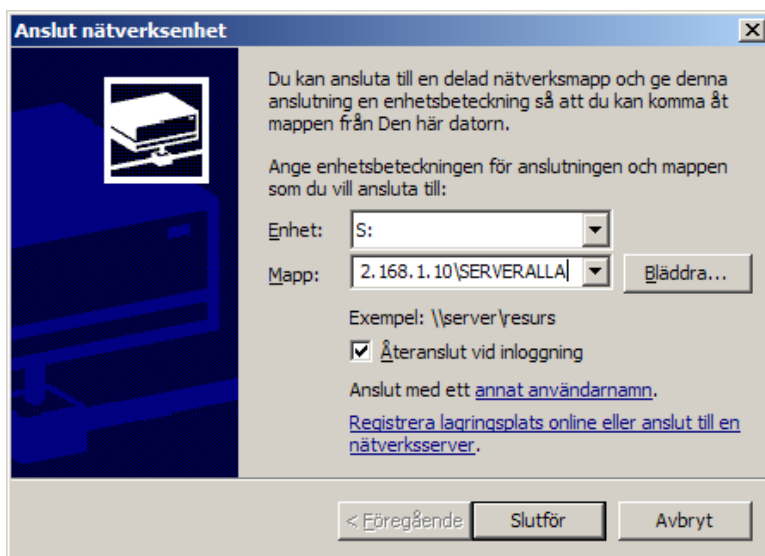 Anslut nätverksenhet
Du kan ansluta till en delad nätverksmapp och ge denna
anslutning en enhetsbeteckning så att du kan komma åt
mappen från Den här datorn.
Ange enhetsbeteckningen för anslutningen och mappen
som du vill ansluta till:
Enhet: S:
Mapp: 2.168.1.10\SERVERALLA Bläddra...
Exempel: \\server\resurs
Återanslut vid inloggning
Anslut med ett annat användarnamn.
Registrera lagringsplats online eller anslut till en
nätverksserver.
< Föregående Slutför Avbryt